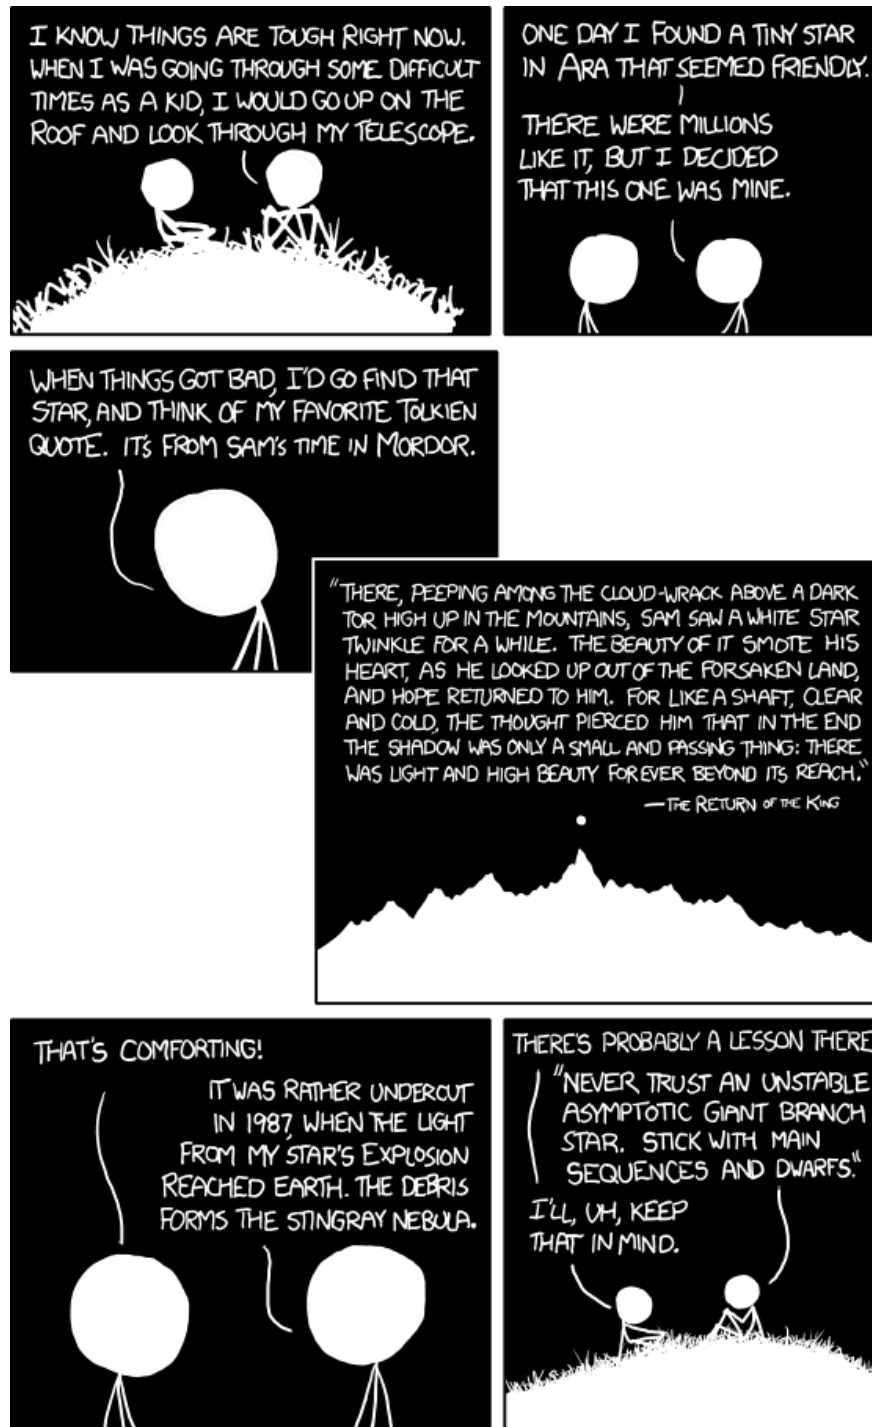 I KNOW THINGS ARE TOUGH RIGHT NOW.
WHEN I WAS GOING THROUGH SOME DIFFICULT
TIMES AS A KID, I WOULD GO UP ON THE
ROOF AND LOOK THROUGH MY TELESCOPE.
ONE DAY I FOUND A TINY STAR
IN ARA THAT SEEMED FRIENDLY.
THERE WERE MILLIONS
LIKE IT, BUT I DECIDED
THAT THIS ONE WAS MINE.
WHEN THINGS GOT BAD, I'D GO FIND THAT
STAR, AND THINK OF MY FAVORITE TOLKIEN
QUOTE. IT'S FROM SAM'S TIME IN MORDOR.
"THERE, PEEPING AMONG THE CLOUD-WRACK ABOVE A DARK
TOR HIGH UP IN THE MOUNTAINS, SAM SAW A WHITE STAR
TWINKLE FOR A WHILE. THE BEAUTY OF IT SMOTE HIS
HEART, AS HE LOOKED UP OUT OF THE FORSAKEN LAND,
AND HOPE RETURNED TO HIM. FOR LIKE A SHAFT, CLEAR
AND COLD, THE THOUGHT PIERCED HIM THAT IN THE END
THE SHADOW WAS ONLY A SMALL AND PASSING THING: THERE
WAS LIGHT AND HIGH BEAUTY FOREVER BEYOND ITS REACH."
—THE RETURN OF THE KING
THAT'S COMFORTING!
IT WAS RATHER UNDERCUT
IN 1987, WHEN THE LIGHT
FROM MY STAR'S EXPLOSION
REACHED EARTH. THE DEBRIS
FORMS THE STINGRAY NEBULA.
THERE'S PROBABLY A LESSON THERE
"NEVER TRUST AN UNSTABLE
ASYMPTOTIC GIANT BRANCH
STAR. STICK WITH MAIN
SEQUENCES AND DWARFS."
I'LL, UH, KEEP
THAT IN MIND.